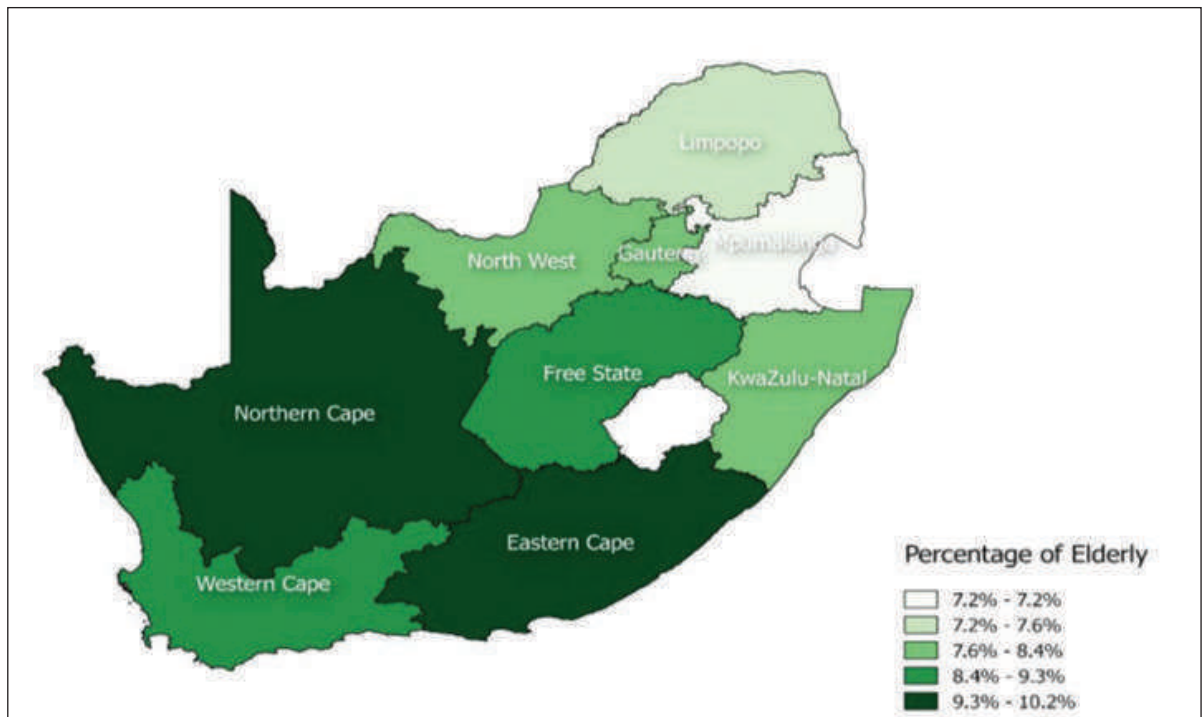 Limpopo
Mpumalanga
North West
Gauteng
Free State
KwaZulu-Natal
Northern Cape
Eastern Cape
Western Cape
Percentage of Elderly
7.2% - 7.2%
7.2% - 7.6%
7.6% - 8.4%
8.4% - 9.3%
9.3% - 10.2%